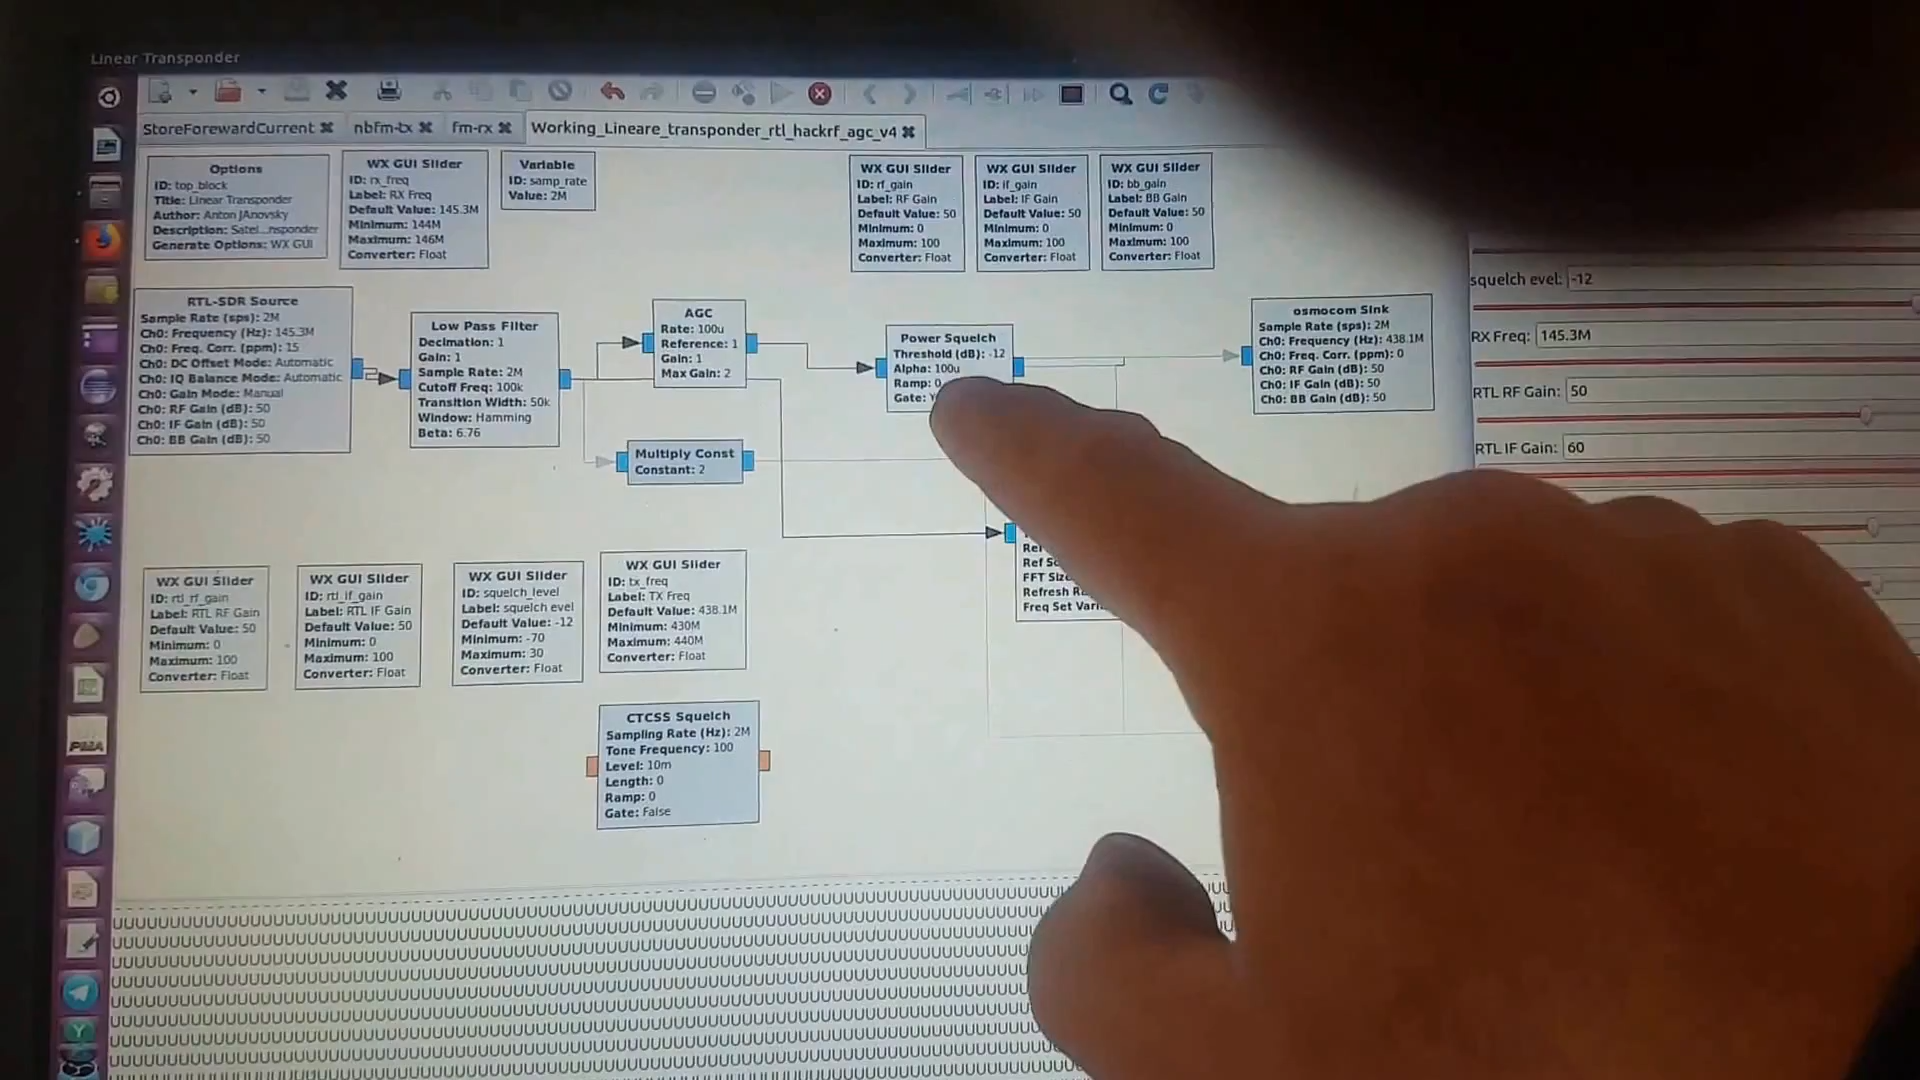 Linear Transponder
StoreForewardCurrent
nbfm-tx
fm-rx
Working_Lineare_transponder_rtl_hackrf_agc_v4
Options
ID: top_block
Title: Linear Transponder
Author: Anton JAnovsky
Description: Satel...nsponder
Generate Options: WX GUI
WX GUI Slider
ID: rx_freq
Label: RX Freq
Default Value: 145.3M
Minimum: 144M
Maximum: 146M
Converter: Float
Variable
ID: samp_rate
Value: 2M
WX GUI Slider
ID: rf_gain
Label: RF Gain
Default Value: 50
Minimum: 0
Maximum: 100
Converter: Float
WX GUI Slider
ID: if_gain
Label: IF Gain
Default Value: 50
Minimum: 0
Maximum: 100
Converter: Float
WX GUI Slider
ID: bb_gain
Label: BB Gain
Default Value: 50
Minimum: 0
Maximum: 100
Converter: Float
RTL-SDR Source
Sample Rate (sps): 2M
Ch0: Frequency (Hz): 145.3M
Ch0: Freq. Corr. (ppm): 15
Ch0: DC Offset Mode: Automatic
Ch0: IQ Balance Mode: Automatic
Ch0: Gain Mode: Manual
Ch0: RF Gain (dB): 50
Ch0: IF Gain (dB): 50
Ch0: BB Gain (dB): 50
Low Pass Filter
Decimation: 1
Gain: 1
Sample Rate: 2M
Cutoff Freq: 100k
Transition Width: 50k
Window: Hamming
Beta: 6.76
AGC
Rate: 100u
Reference: 1
Gain: 1
Max Gain: 2
Multiply Const
Constant: 2
Power Squelch
Threshold (dB): -12
Alpha: 100u
Ramp: 0
Gate:
osmocom Sink
Sample Rate (sps): 2M
Ch0: Frequency (Hz): 438.1M
Ch0: Freq. Corr. (ppm): 0
Ch0: RF Gain (dB): 50
Ch0: IF Gain (dB): 50
Ch0: BB Gain (dB): 50
squelch evel: -12
RX Freq: 145.3M
RTL RF Gain: 50
RTL IF Gain: 60
Ref
FFT Size
Refresh
Freq Set
WX GUI Slider
ID: rtl_rf_gain
Label: RTL RF Gain
Default Value: 50
Minimum: 0
Maximum: 100
Converter: Float
WX GUI Slider
ID: rtl_if_gain
Label: RTL IF Gain
Default Value: 50
Minimum: 0
Maximum: 100
Converter: Float
WX GUI Slider
ID: squelch_level
Label: squelch evel
Default Value: -12
Minimum: -70
Maximum: 30
Converter: Float
WX GUI Slider
ID: tx_freq
Label: TX Freq
Default Value: 438.1M
Minimum: 430M
Maximum: 440M
Converter: Float
CTCSS Squelch
Sampling Rate (Hz): 2M
Tone Frequency: 100
Level: 10m
Length: 0
Ramp: 0
Gate: False
PMA